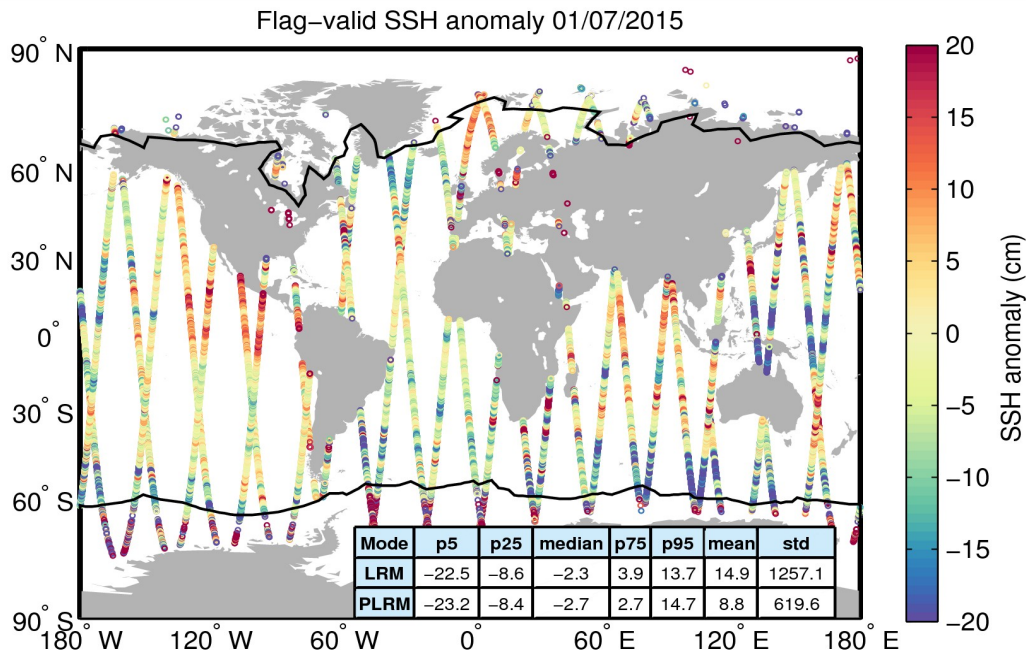 Flag−valid SSH anomaly 01/07/2015
90° N
60° N
30° N
0°
30° S
60° S
90° S
180° W
120° W
60° W
0°
60° E
120° E
180° E
Mode p5 p25 median p75 p95 mean std
LRM −22.5 −8.6 −2.3 3.9 13.7 14.9 1257.1
PLRM −23.2 −8.4 −2.7 2.7 14.7 8.8 619.6
20
15
10
5
0
−5
−10
−15
−20
SSH anomaly (cm)